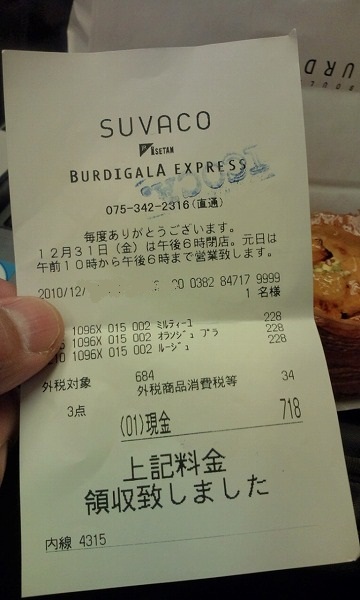 SUVACO
ISETAN
BURDIGALA EXPRESS
075-342-2316(直通)
毎度ありがとうございます。
12月31日(金)は午後6時閉店。元日は
午前10時から午後6時まで営業致します。
2010/12/ 20 0382 84717 9999
1 名様
1096X 015 002 ミルティーユ 228
1096X 015 002 オランジュ ブラ 228
1096X 015 002 ルージュ 228
外税対象 684
外税商品消費税等 34
3点
(01)現金 718
上記料金
領収致しました
内線 4315
URD